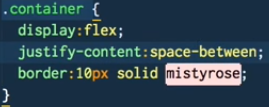 .container {
display:flex;
justify-content:space-between;
border:10px solid mistyrose;
}